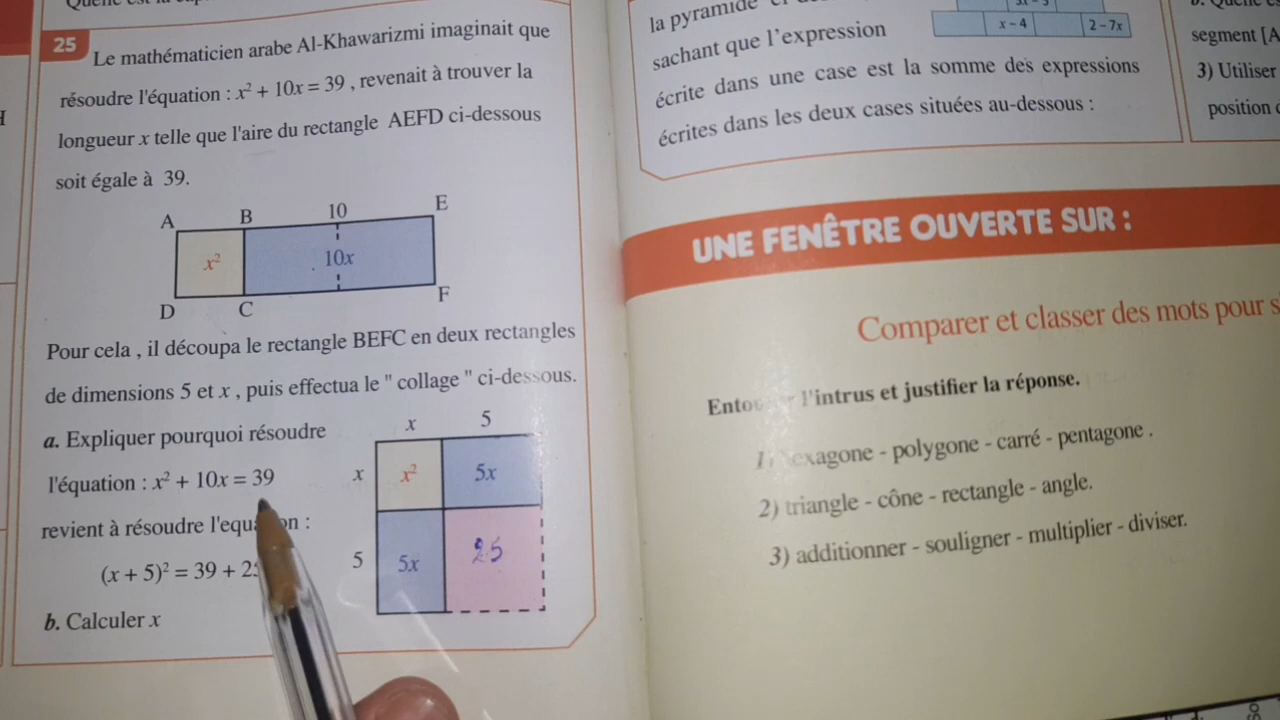 25
Le mathématicien arabe Al-Khawarizmi imaginait que
résoudre l'équation : x² + 10x = 39 , revenait à trouver la
longueur x telle que l'aire du rectangle AEFD ci-dessous
soit égale à 39.
A B 10 E
x² 10x
D C F
Pour cela , il découpa le rectangle BEFC en deux rectangles
de dimensions 5 et x , puis effectua le " collage " ci-dessous.
a. Expliquer pourquoi résoudre
l'équation : x² + 10x = 39
revient à résoudre l'equ :
(x + 5)² = 39 + 2
b. Calculer x
x 5
x x² 5x
5 5x 25
la pyramide
sachant que l'expression
écrite dans une case est la somme des expressions
écrites dans les deux cases situées au-dessous :
x – 4 2 – 7x
segment [A
3) Utiliser
position
UNE FENÊTRE OUVERTE SUR :
Comparer et classer des mots pour s
l'intrus et justifier la réponse.
exagone - polygone - carré - pentagone .
2) triangle - cône - rectangle - angle.
3) additionner - souligner - multiplier - diviser.